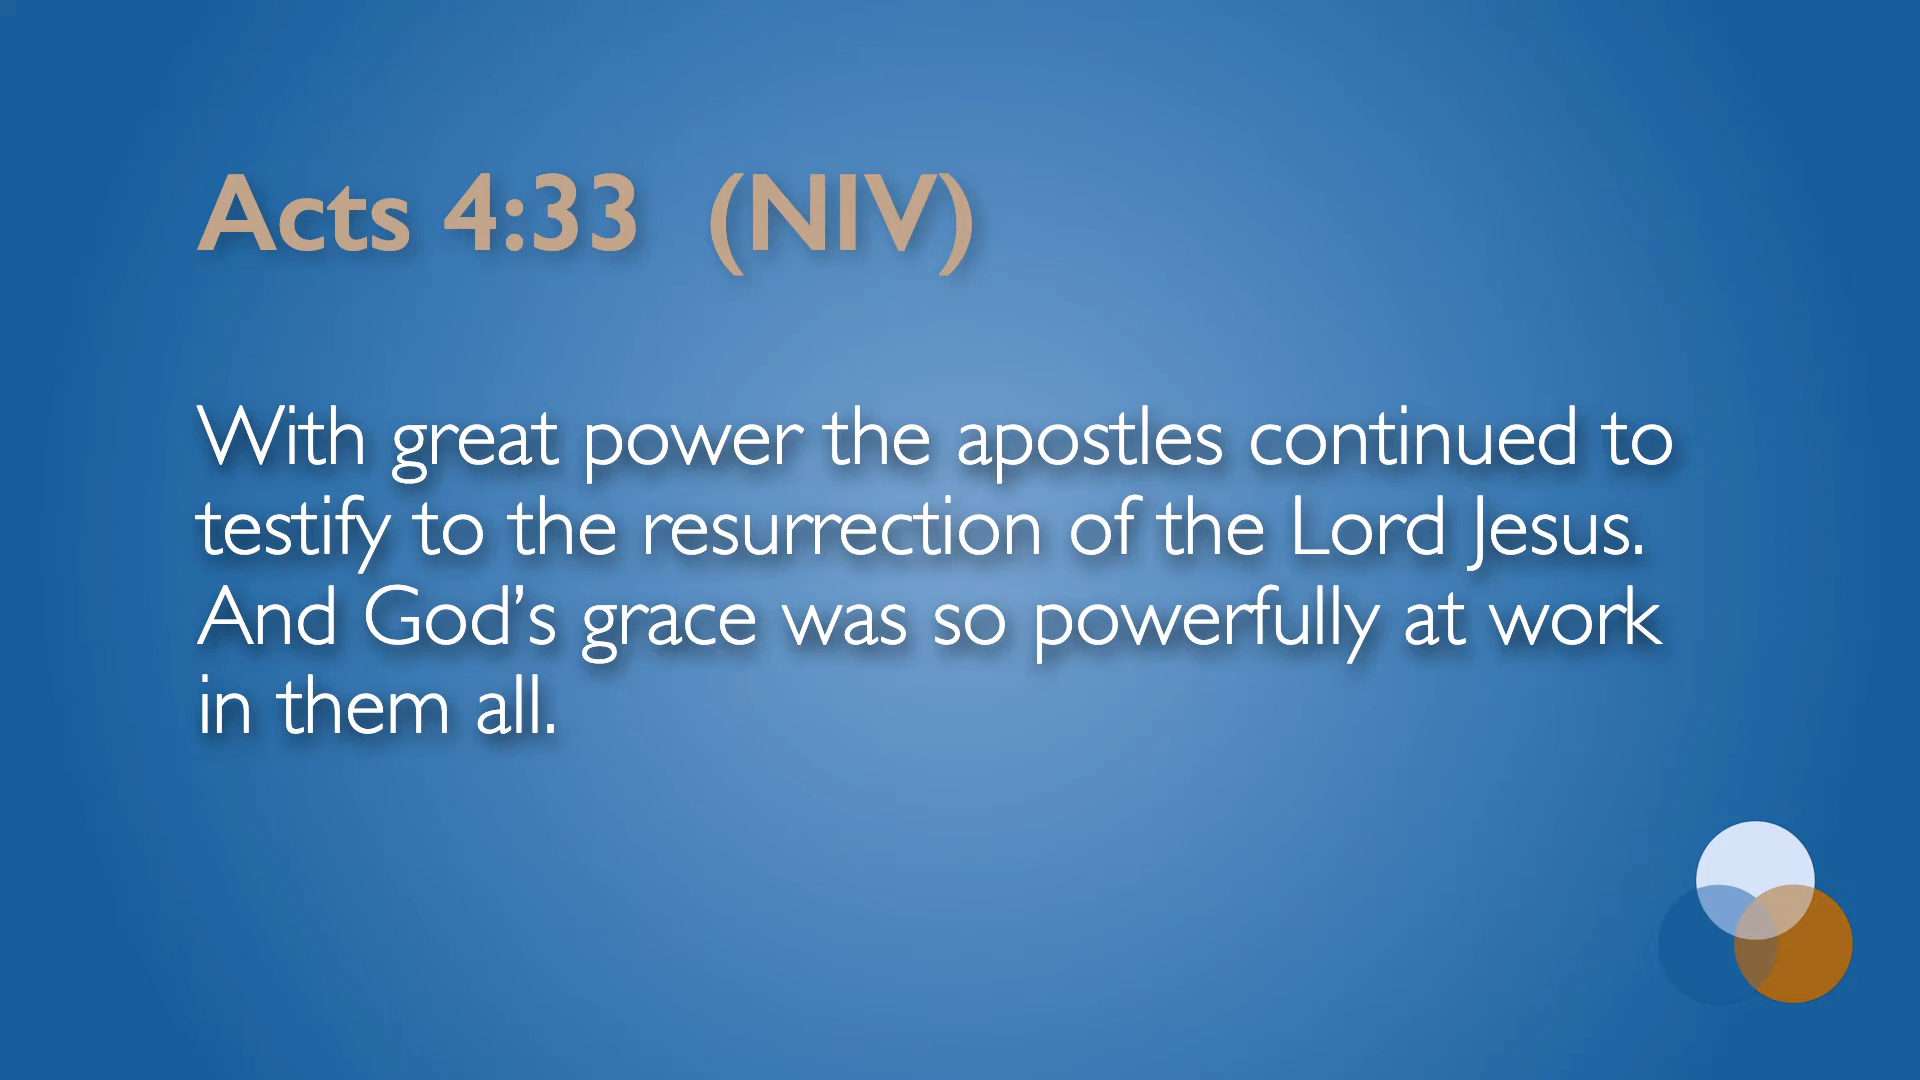 Acts 4:33  (NIV)
With great power the apostles continued to
testify to the resurrection of the Lord Jesus.
And God’s grace was so powerfully at work
in them all.